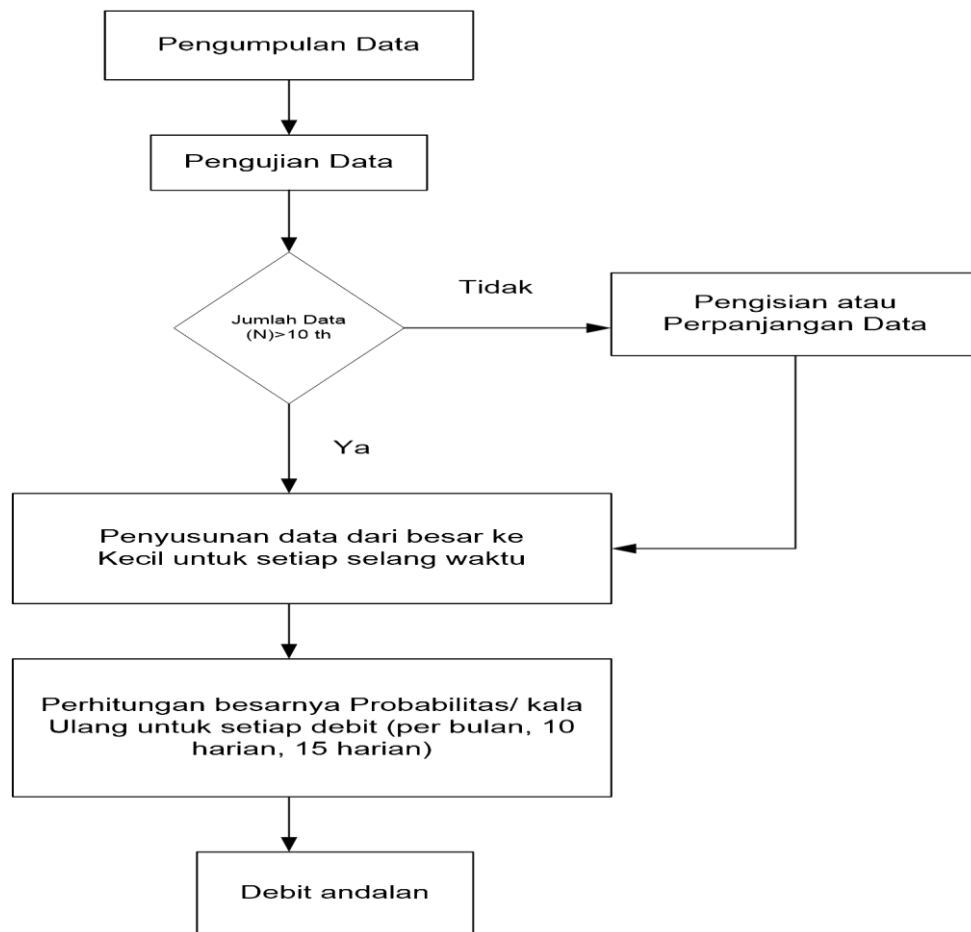 Pengumpulan Data
Pengujian Data
Jumlah Data
(N)>10 th
Tidak
Pengisian atau
Perpanjangan Data
Ya
Penyusunan data dari besar ke
Kecil untuk setiap selang waktu
Perhitungan besarnya Probabilitas/ kala
Ulang untuk setiap debit (per bulan, 10
harian, 15 harian)
Debit andalan